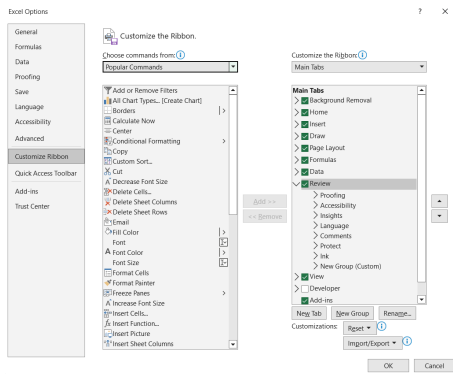 Excel Options
?
General
Formulas
Data
Proofing
Save
Language
Accessibility
Advanced
Customize Ribbon
Quick Access Toolbar
Add-ins
Trust Center
Customize the Ribbon.
Choose commands from:
Popular Commands
Add or Remove Filters
All Chart Types... [Create Chart]
Borders
Calculate Now
Center
Conditional Formatting
Copy
Custom Sort...
Cut
Decrease Font Size
Delete Cells...
Delete Sheet Columns
Delete Sheet Rows
Email
Fill Color
Font
Font Color
Font Size
Format Cells
Format Painter
Freeze Panes
Increase Font Size
Insert Cells...
Insert Function...
Insert Picture
Insert Sheet Columns
Add >>
<< Remove
Customize the Ribbon:
Main Tabs
Main Tabs
Background Removal
Home
Insert
Draw
Page Layout
Formulas
Data
Review
Proofing
Accessibility
Insights
Language
Comments
Protect
Ink
New Group (Custom)
View
Developer
Add-ins
New Tab
New Group
Rename...
Customizations:
Reset
Import/Export
OK
Cancel